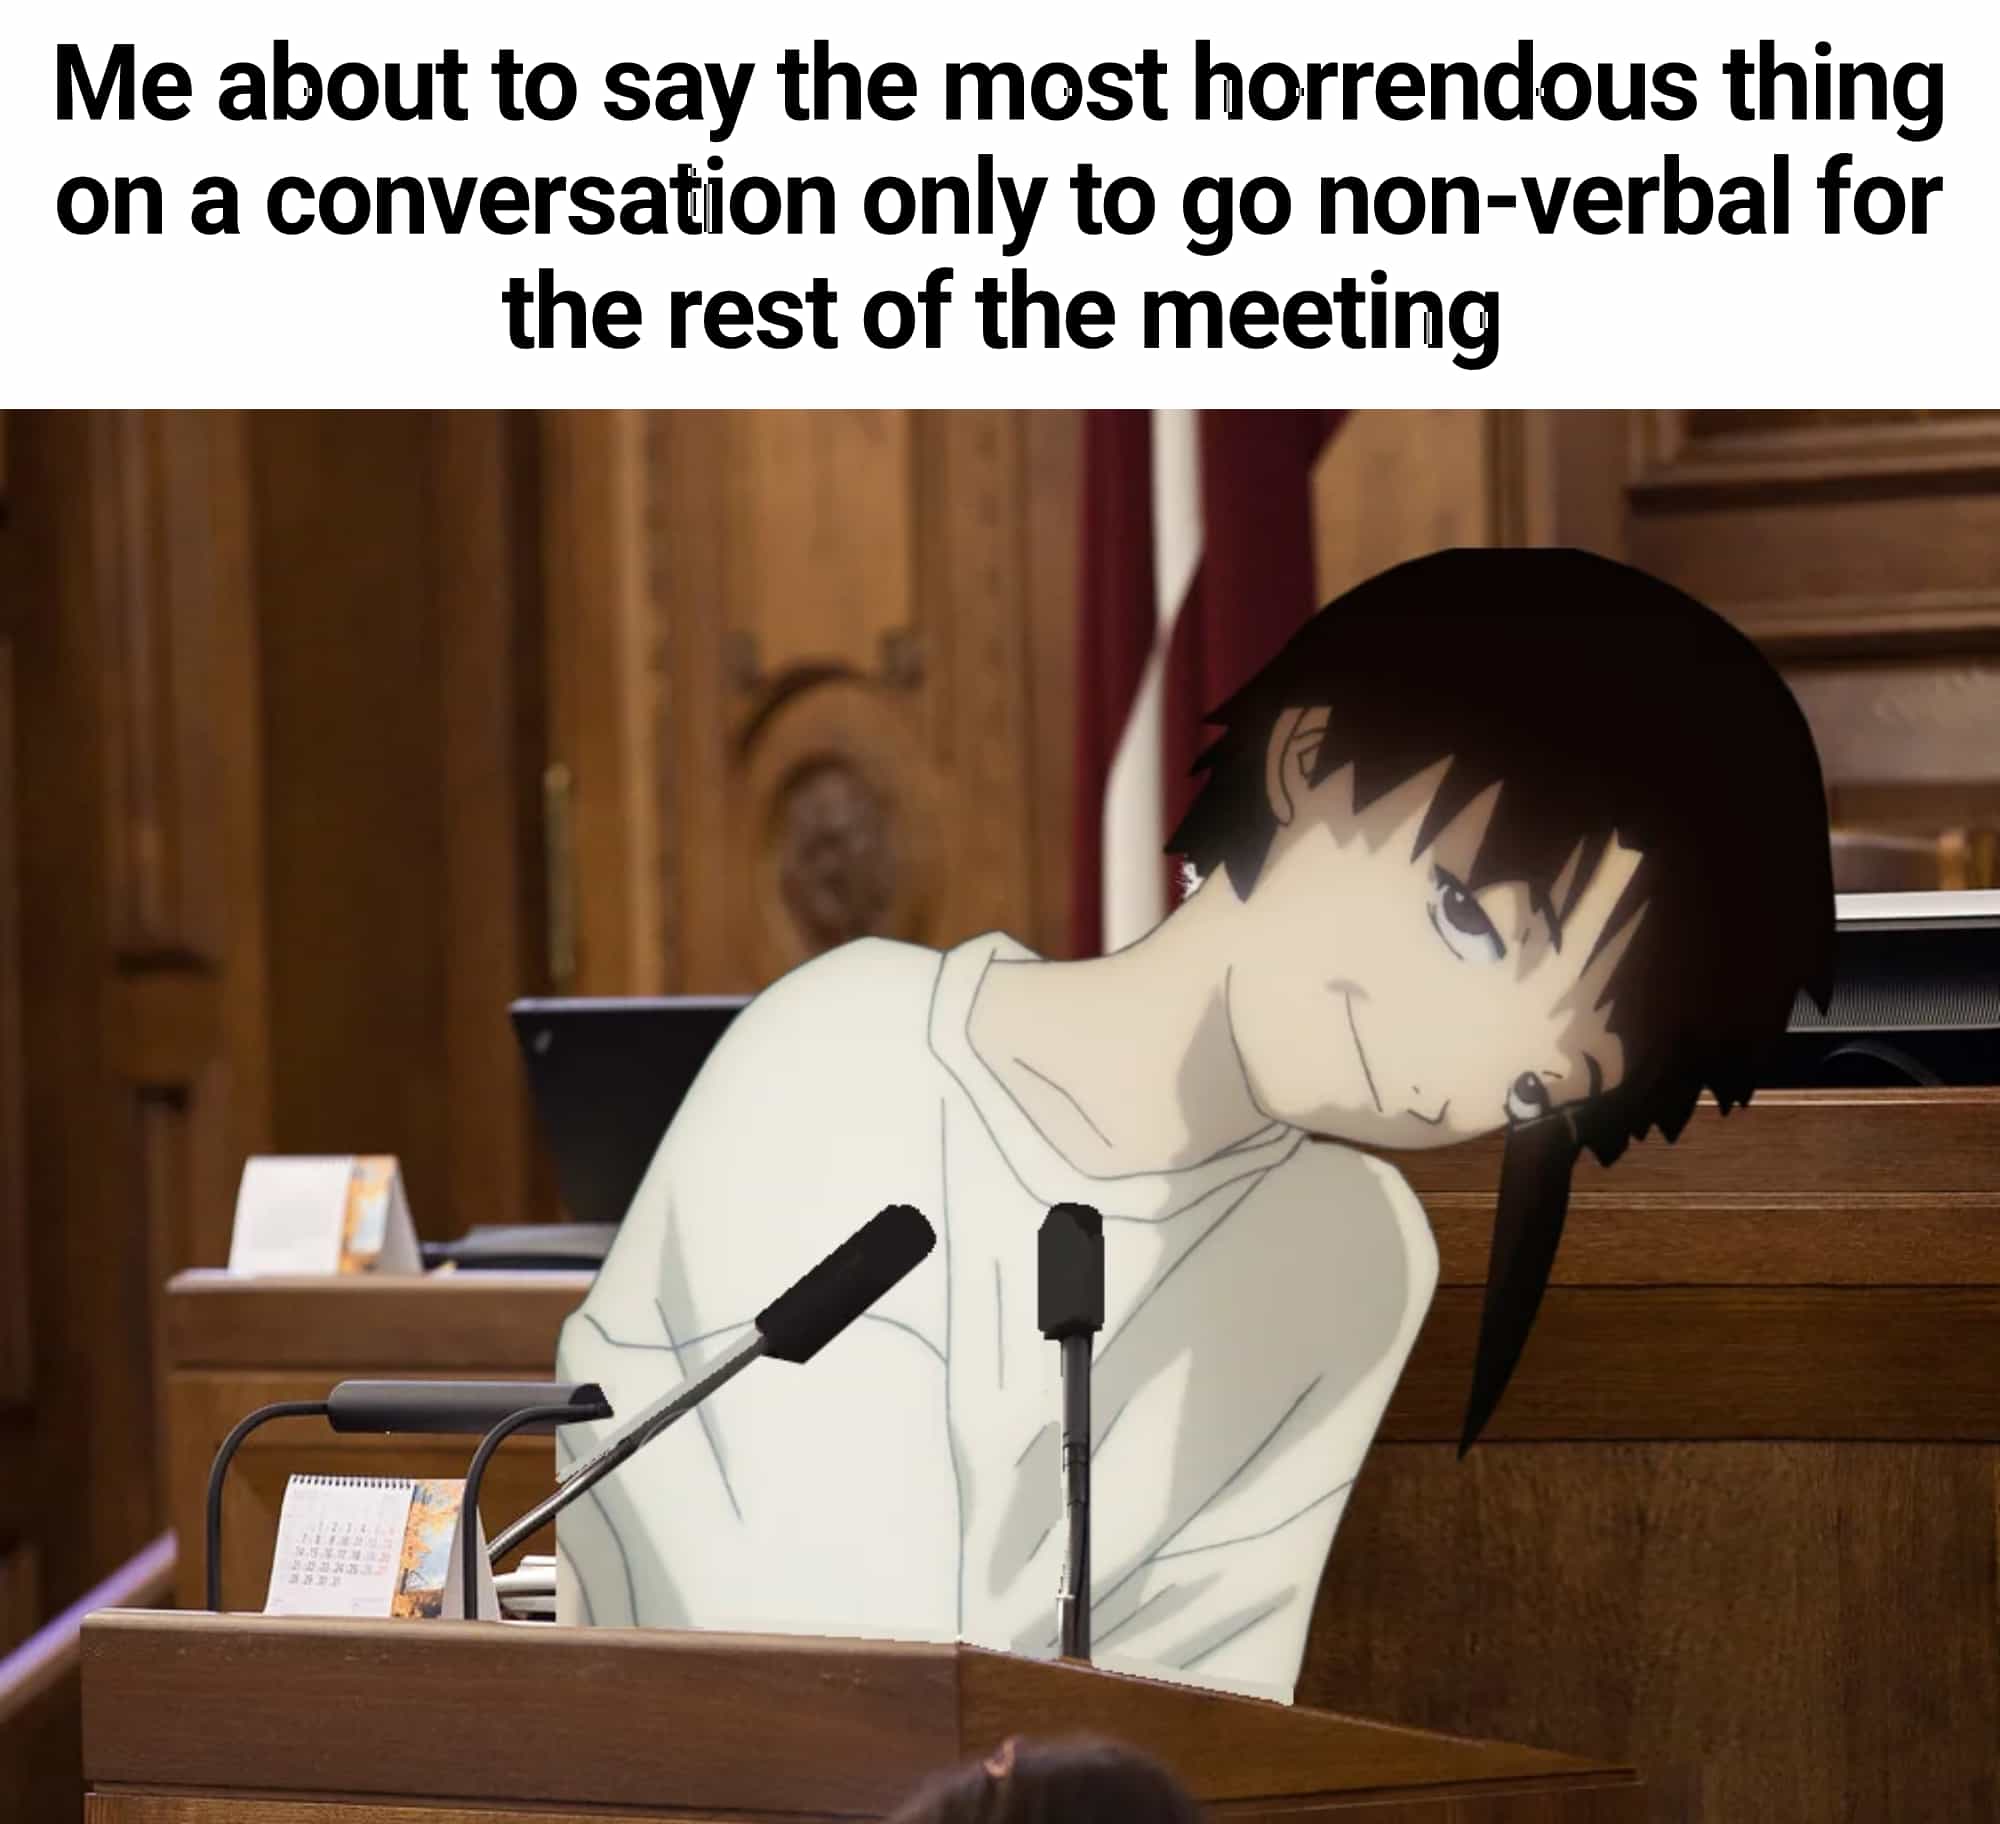 Me about to say the most horrendous thing
on a conversation only to go non-verbal for
the rest of the meeting